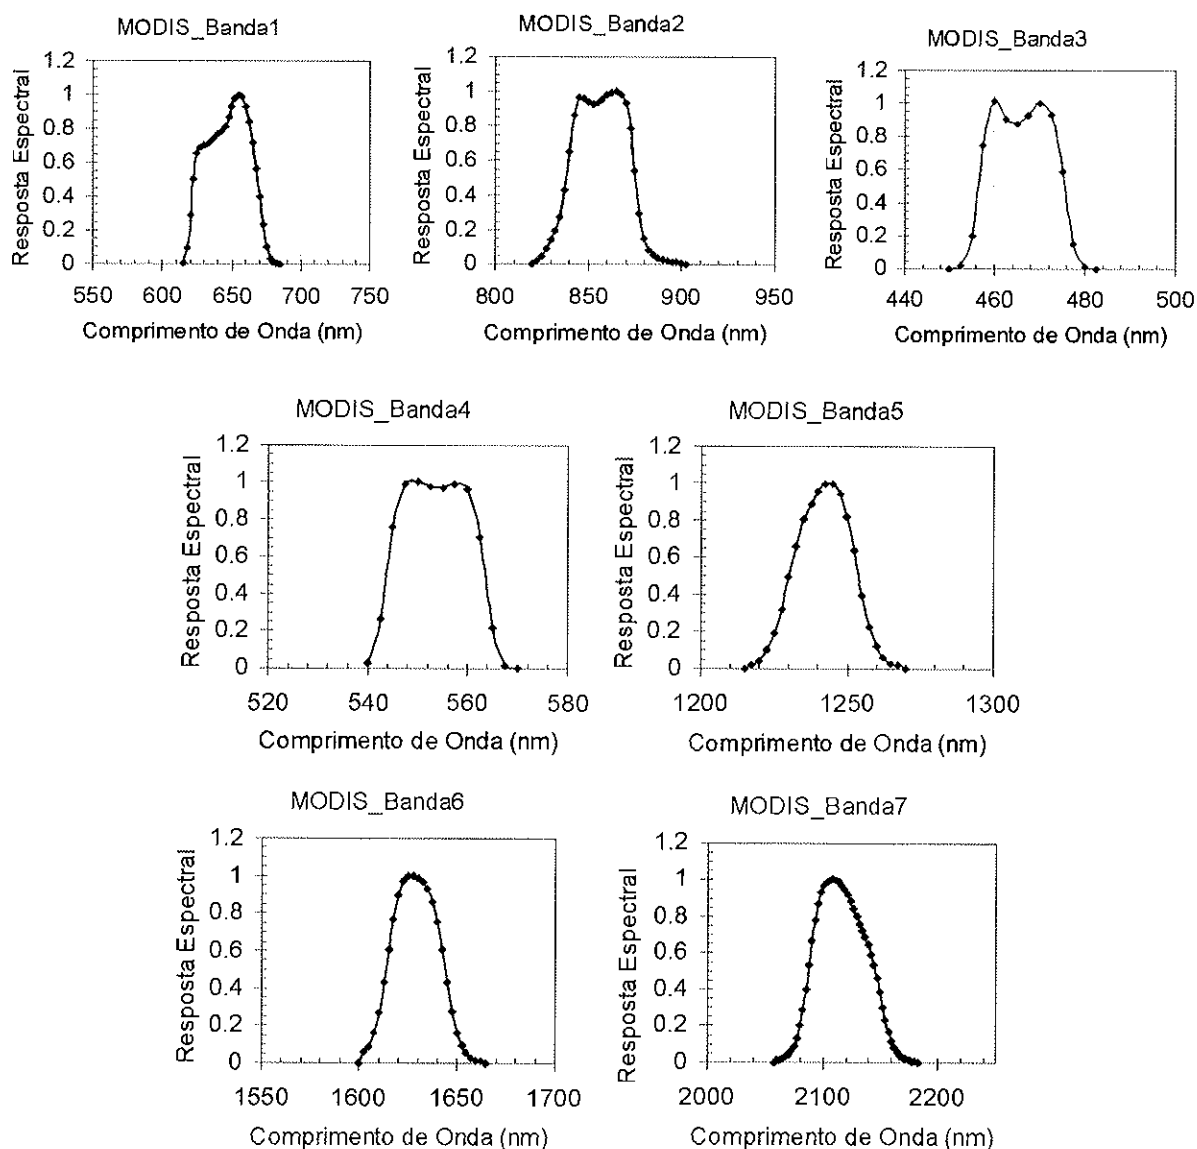 MODIS_Banda1
Resposta Espectral
1.2
1
0.8
0.6
0.4
0.2
0
550 600 650 700 750
Comprimento de Onda (nm)
MODIS_Banda2
Resposta Espectral
1.2
1
0.8
0.6
0.4
0.2
0
800 850 900 950
Comprimento de Onda (nm)
MODIS_Banda3
Resposta Espectral
1.2
1
0.8
0.6
0.4
0.2
0
440 460 480 500
Comprimento de Onda (nm)
MODIS_Banda4
Resposta Espectral
1.2
1
0.8
0.6
0.4
0.2
0
520 540 560 580
Comprimento de Onda (nm)
MODIS_Banda5
Resposta Espectral
1.2
1
0.8
0.6
0.4
0.2
0
1200 1250 1300
Comprimento de Onda (nm)
MODIS_Banda6
Resposta Espectral
1.2
1
0.8
0.6
0.4
0.2
0
1550 1600 1650 1700
Comprimento de Onda (nm)
MODIS_Banda7
Resposta Espectral
1.2
1
0.8
0.6
0.4
0.2
0
2000 2100 2200
Comprimento de Onda (nm)